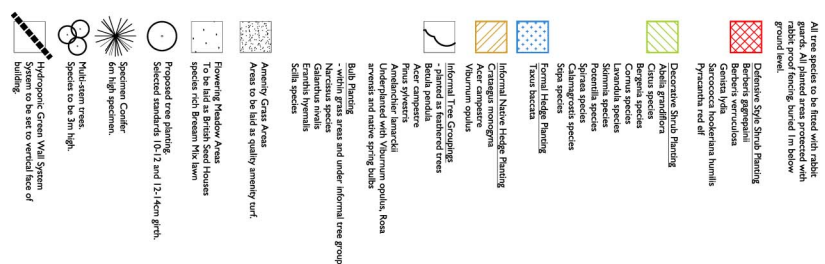 All tree species to be fitted with rabbit
guards. All planted areas protected with
rabbit proof fencing, buried 1m below
ground level.
Defensive Style Shrub Planting
Berberis gagnepainii
Berberis verruculosa
Genista lydia
Sarcococca hookeriana humilis
Pyracantha red elf
Decorative Shrub Planting
Abelia grandiflora
Cistus species
Bergenia species
Cornus species
Lavandula species
Skimmia species
Potentilla species
Spiraea species
Calamagrostis species
Stipa species
Formal Hedge Planting
Taxus baccata
Informal Native Hedge Planting
Crataegus monogyna
Acer campestre
Viburnum opulus
Informal Tree Groupings
- planted as feathered trees
Betula pendula
Acer campestre
Pinus sylvestris
Amelanchier lamarckii
Underplanted with Viburnum opulus, Rosa
arvensis and native spring bulbs
Bulb Planting
- within grass areas and under informal tree group
Narcissus species
Galanthus nivalis
Eranthis hyemalis
Scilla species
Amenity Grass Areas
Areas to be laid as quality amenity turf.
Flowering Meadow Areas
To be laid as British Seed Houses
species rich Breeam Mix lawn
Proposed tree planting.
Selected standards 10-12 and 12-14cm girth.
Specimen Conifer
6m high specimen.
Multi-stem trees.
Species to be 3m high.
Hydroponic Green Wall System
System to be set to vertical face of
building.